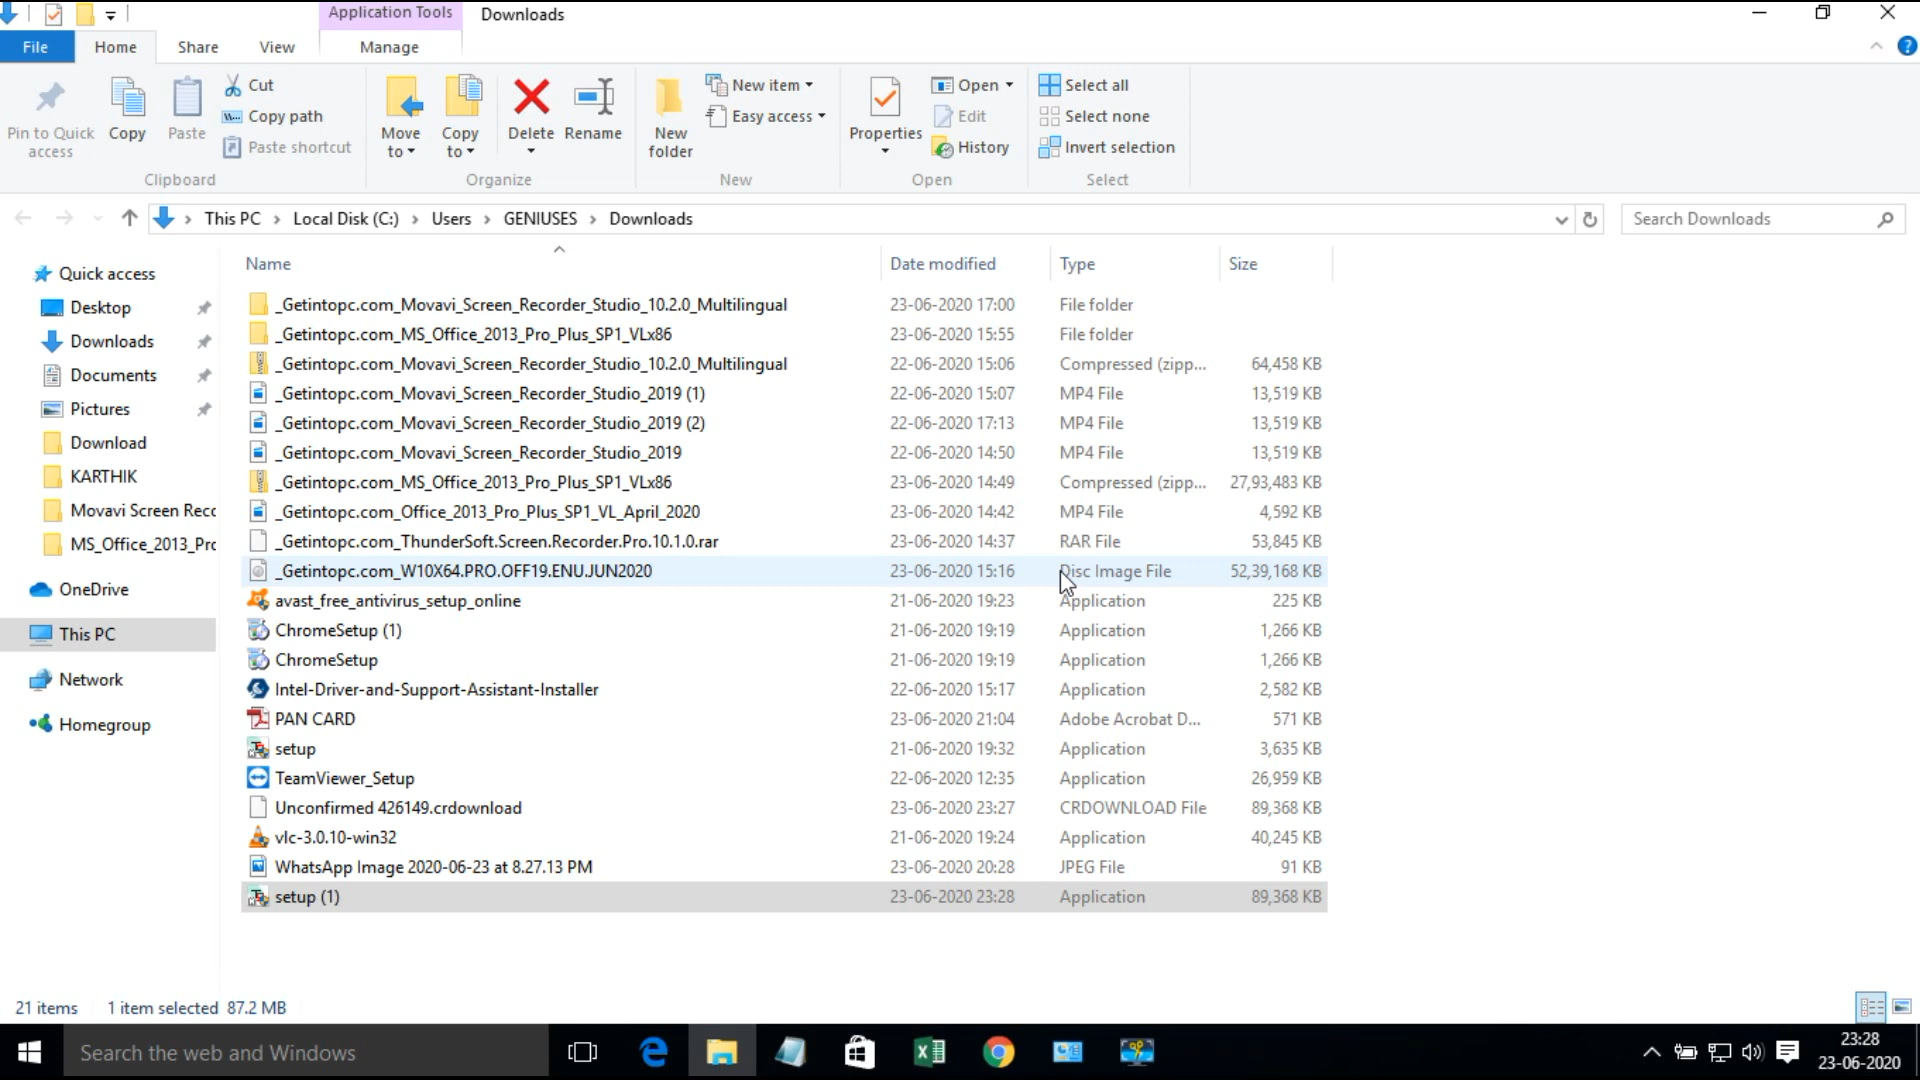 Application Tools Downloads
File Home Share View Manage
Pin to Quick access
Copy
Paste
Cut
Copy path
Paste shortcut
Clipboard
Move to
Copy to
Delete
Rename
Organize
New folder
New item
Easy access
New
Properties
Open
Edit
History
Open
Select all
Select none
Invert selection
Select
This PC › Local Disk (C:) › Users › GENIUSES › Downloads
Search Downloads
Quick access
Desktop
Downloads
Documents
Pictures
Download
KARTHIK
Movavi Screen Rec
MS_Office_2013_Pro
OneDrive
This PC
Network
Homegroup
Name Date modified Type Size
_Getintopc.com_Movavi_Screen_Recorder_Studio_10.2.0_Multilingual 23-06-2020 17:00 File folder
_Getintopc.com_MS_Office_2013_Pro_Plus_SP1_VLx86 23-06-2020 15:55 File folder
_Getintopc.com_Movavi_Screen_Recorder_Studio_10.2.0_Multilingual 22-06-2020 15:06 Compressed (zipp... 64,458 KB
_Getintopc.com_Movavi_Screen_Recorder_Studio_2019 (1) 22-06-2020 15:07 MP4 File 13,519 KB
_Getintopc.com_Movavi_Screen_Recorder_Studio_2019 (2) 22-06-2020 17:13 MP4 File 13,519 KB
_Getintopc.com_Movavi_Screen_Recorder_Studio_2019 22-06-2020 14:50 MP4 File 13,519 KB
_Getintopc.com_MS_Office_2013_Pro_Plus_SP1_VLx86 23-06-2020 14:49 Compressed (zipp... 27,93,483 KB
_Getintopc.com_Office_2013_Pro_Plus_SP1_VL_April_2020 23-06-2020 14:42 MP4 File 4,592 KB
_Getintopc.com_ThunderSoft.Screen.Recorder.Pro.10.1.0.rar 23-06-2020 14:37 RAR File 53,845 KB
_Getintopc.com_W10X64.PRO.OFF19.ENU.JUN2020 23-06-2020 15:16 Disc Image File 52,39,168 KB
avast_free_antivirus_setup_online 21-06-2020 19:23 Application 225 KB
ChromeSetup (1) 21-06-2020 19:19 Application 1,266 KB
ChromeSetup 21-06-2020 19:19 Application 1,266 KB
Intel-Driver-and-Support-Assistant-Installer 22-06-2020 15:17 Application 2,582 KB
PAN CARD 23-06-2020 21:04 Adobe Acrobat D... 571 KB
setup 21-06-2020 19:32 Application 3,635 KB
TeamViewer_Setup 22-06-2020 12:35 Application 26,959 KB
Unconfirmed 426149.crdownload 23-06-2020 23:27 CRDOWNLOAD File 89,368 KB
vlc-3.0.10-win32 21-06-2020 19:24 Application 40,245 KB
WhatsApp Image 2020-06-23 at 8.27.13 PM 23-06-2020 20:28 JPEG File 91 KB
setup (1) 23-06-2020 23:28 Application 89,368 KB
21 items 1 item selected 87.2 MB
Search the web and Windows
23:28
23-06-2020